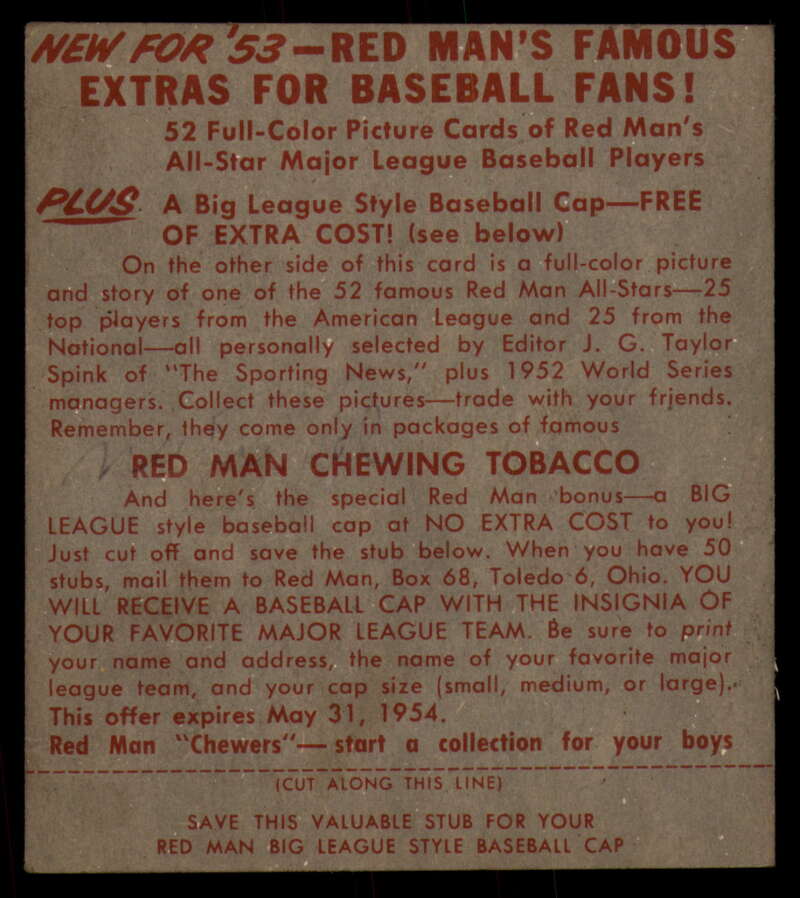 NEW FOR '53—RED MAN'S FAMOUS
EXTRAS FOR BASEBALL FANS!
52 Full-Color Picture Cards of Red Man's
All-Star Major League Baseball Players
PLUS A Big League Style Baseball Cap—FREE
OF EXTRA COST! (see below)
On the other side of this card is a full-color picture
and story of one of the 52 famous Red Man All-Stars—25
top players from the American League and 25 from the
National—all personally selected by Editor J. G. Taylor
Spink of "The Sporting News," plus 1952 World Series
managers. Collect these pictures—trade with your friends.
Remember, they come only in packages of famous
RED MAN CHEWING TOBACCO
And here's the special Red Man bonus—a BIG
LEAGUE style baseball cap at NO EXTRA COST to you!
Just cut off and save the stub below. When you have 50
stubs, mail them to Red Man, Box 68, Toledo 6, Ohio. YOU
WILL RECEIVE A BASEBALL CAP WITH THE INSIGNIA OF
YOUR FAVORITE MAJOR LEAGUE TEAM. Be sure to print
your name and address, the name of your favorite major
league team, and your cap size (small, medium, or large).
This offer expires May 31, 1954.
Red Man "Chewers"—start a collection for your boys
(CUT ALONG THIS LINE)
SAVE THIS VALUABLE STUB FOR YOUR
RED MAN BIG LEAGUE STYLE BASEBALL CAP